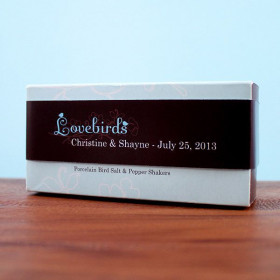 Lovebirds
Christine & Shayne - July 25, 2013
Porcelain Bird Salt & Pepper Shakers